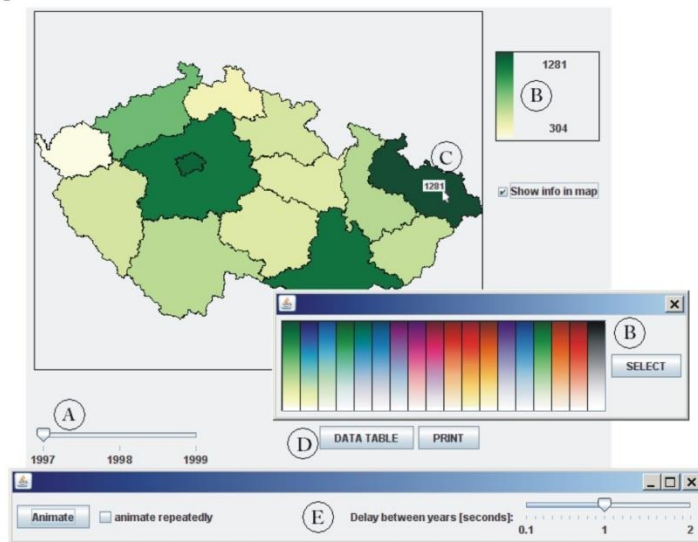 1281
B
304
C
1281
Show info in map
B
SELECT
A
D
DATA TABLE
PRINT
1997
1998
1999
Animate
animate repeatedly
E
Delay between years [seconds]:
0.1
1
2